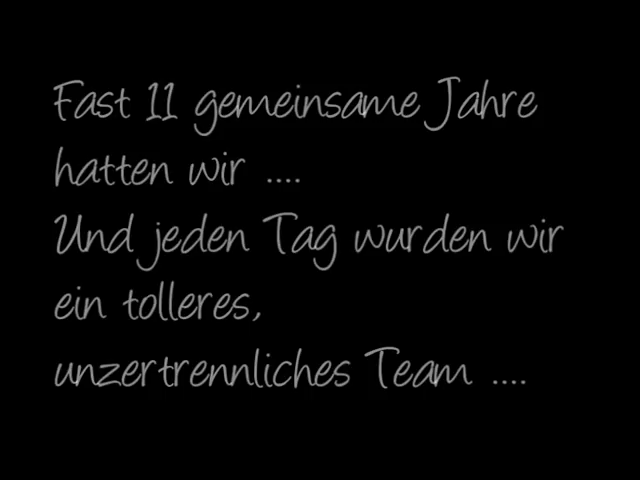 Fast 11 gemeinsame Jahre
hatten wir ....
Und jeden Tag wurden wir
ein tolleres,
unzertrennliches Team ....